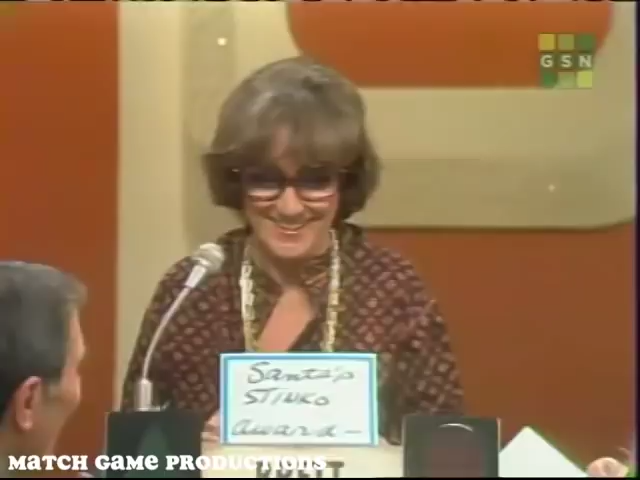 GSN
Santa's
STINKO
award-
MATCH GAME PRODUCTIONS